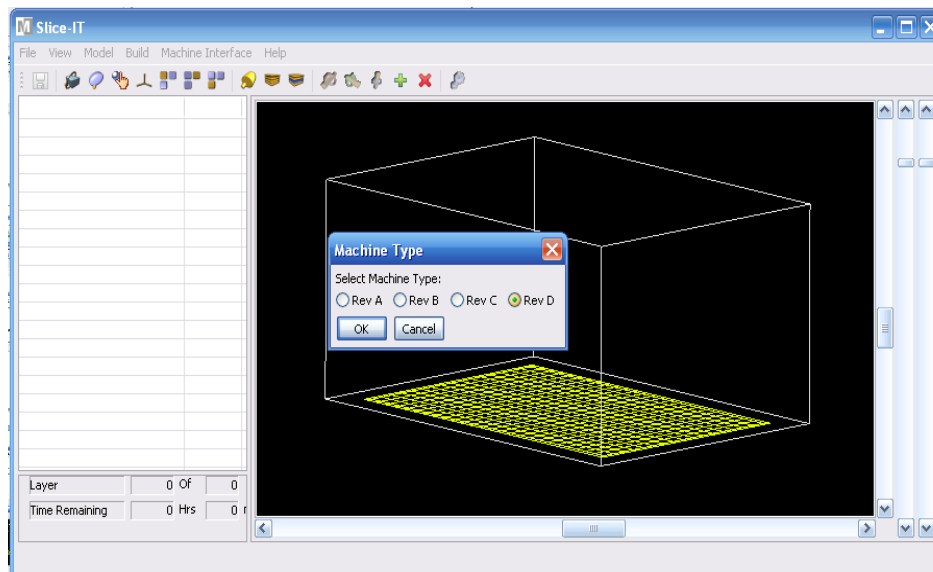 M Slice-IT
File View Model Build Machine Interface Help
Machine Type
Select Machine Type:
Rev A Rev B Rev C Rev D
OK Cancel
Layer 0 Of 0
Time Remaining 0 Hrs 0